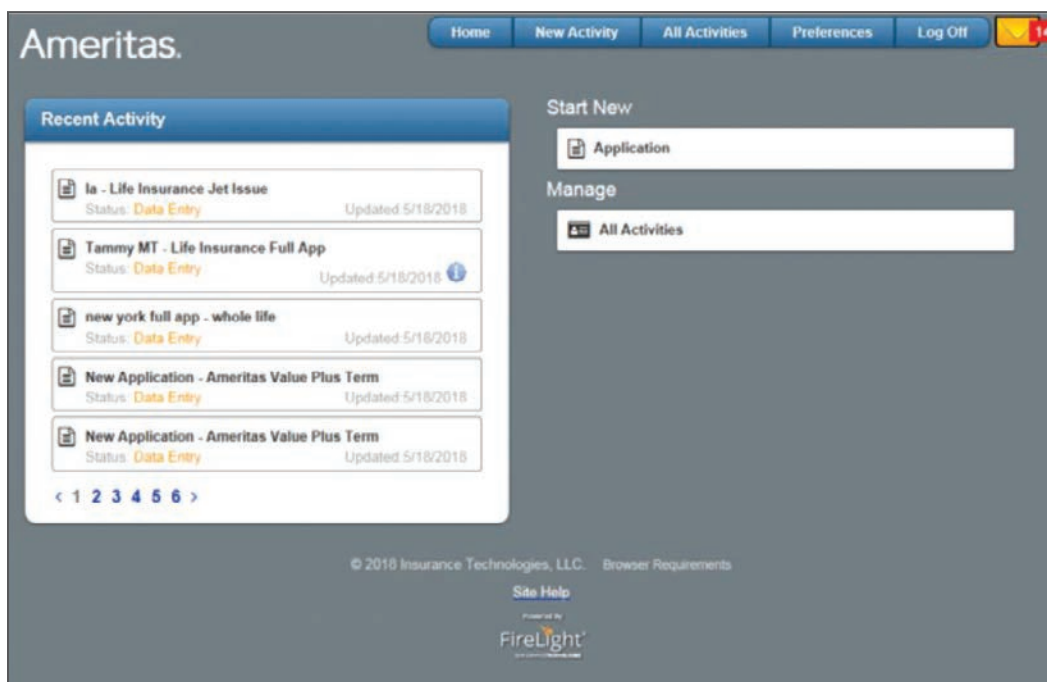 Ameritas.
Home New Activity All Activities Preferences Log Off 14
Recent Activity
la - Life Insurance Jet Issue
Status: Data Entry Updated:5/18/2018
Tammy MT - Life Insurance Full App
Status: Data Entry Updated:5/18/2018
new york full app - whole life
Status: Data Entry Updated:5/18/2018
New Application - Ameritas Value Plus Term
Status: Data Entry Updated:5/18/2018
New Application - Ameritas Value Plus Term
Status: Data Entry Updated:5/18/2018
< 1 2 3 4 5 6 >
Start New
Application
Manage
All Activities
© 2018 Insurance Technologies, LLC. Browser Requirements
Site Help
Powered By
FireLight